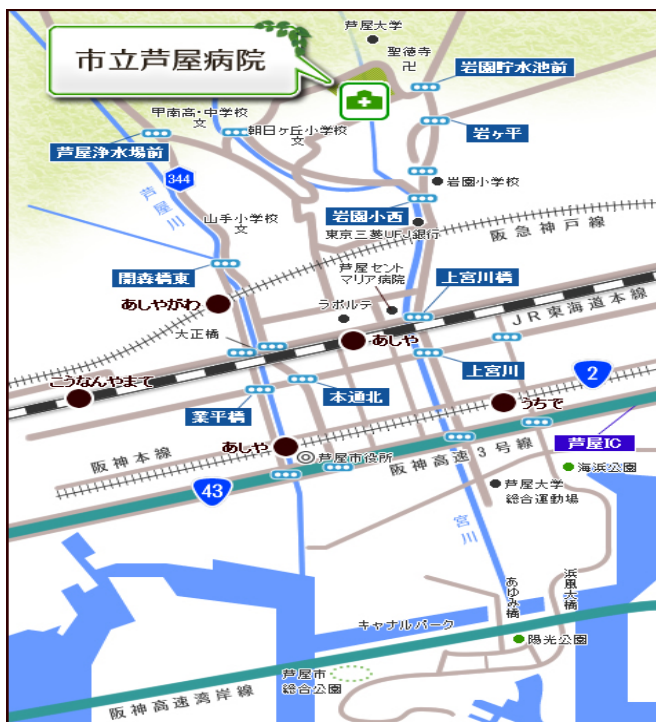 芦屋大学
聖徳寺
卍
市立芦屋病院
岩園貯水池前
甲南高・中学校
文
朝日ヶ丘小学校
文
岩ヶ平
芦屋浄水場前
344
岩園小学校
芦屋川
山手小学校
文
岩園小西
東京三菱UFJ銀行
阪急神戸線
開森橋東
芦屋セント
マリア病院
上宮川橋
あしやがわ
ラポルテ
JR東海道本線
大正橋
あしや
上宮川
2
こうなんやまて
業平橋
本通北
うちで
あしや
芦屋IC
阪神本線
芦屋市役所
阪神高速3号線
海浜公園
43
芦屋大学
総合運動場
宮川
あゆみ橋
浜風大橋
キャナルパーク
陽光公園
芦屋市
総合公園
阪神高速湾岸線